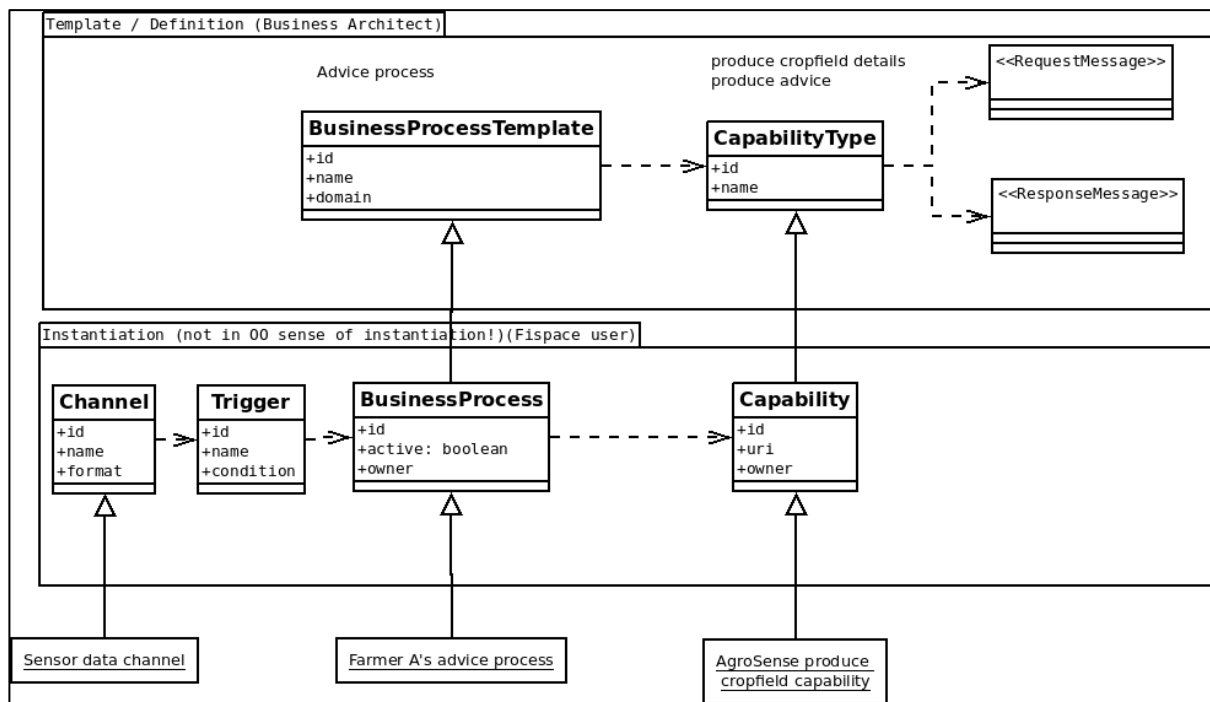 Template / Definition (Business Architect)
Advice process
produce cropfield details
produce advice
<<RequestMessage>>
BusinessProcessTemplate
+id
+name
+domain
CapabilityType
+id
+name
<<ResponseMessage>>
Instantiation (not in OO sense of instantiation!)(Fispace user)
Channel
+id
+name
+format
Trigger
+id
+name
+condition
BusinessProcess
+id
+active: boolean
+owner
Capability
+id
+uri
+owner
Sensor data channel
Farmer A's advice process
AgroSense produce
cropfield capability